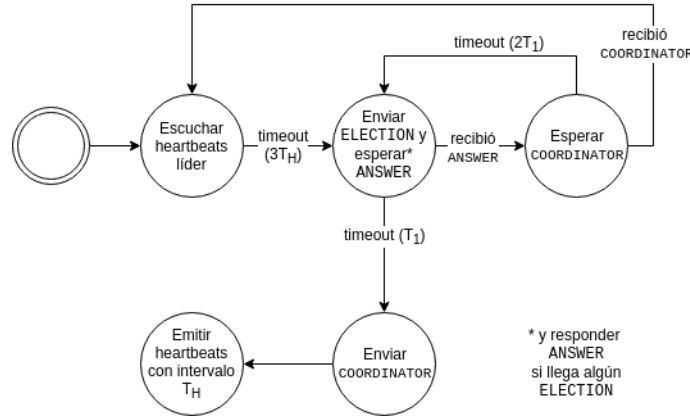 recibió
COORDINATOR
timeout (2T1)
Escuchar
heartbeats
líder
timeout
(3TH)
Enviar
ELECTION y
esperar*
ANSWER
recibió
ANSWER
Esperar
COORDINATOR
timeout (T1)
Emitir
heartbeats
con intervalo
TH
Enviar
COORDINATOR
* y responder
ANSWER
si llega algún
ELECTION